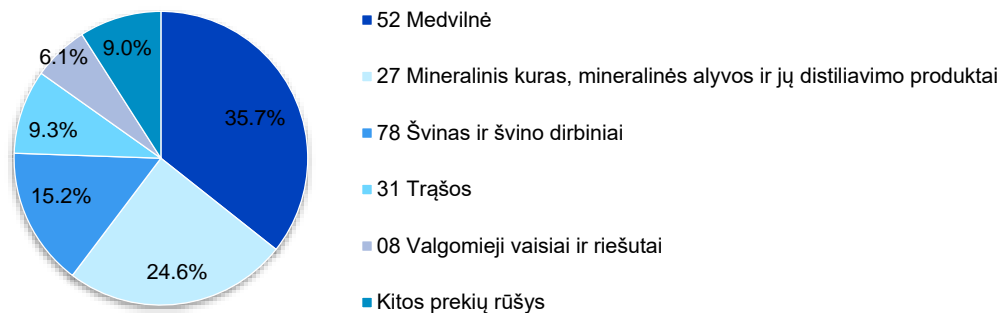 52 Medvilnė
27 Mineralinis kuras, mineralinės alyvos ir jų distiliavimo produktai
78 Švinas ir švino dirbiniai
31 Trąšos
08 Valgomieji vaisiai ir riešutai
Kitos prekių rūšys
35.7%
24.6%
15.2%
9.3%
6.1%
9.0%